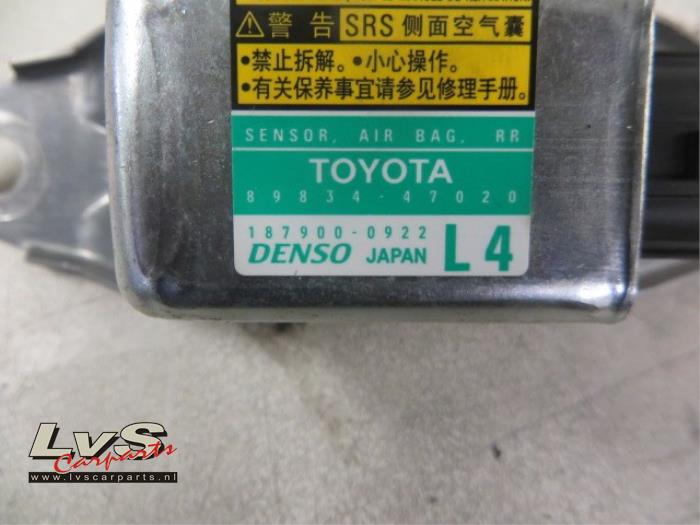 警告 SRS 侧面空气囊
•禁止拆解。•小心操作。
•有关保养事宜请参见修理手册。
SENSOR, AIR BAG, RR
TOYOTA
89834-47020
187900-0922
DENSO JAPAN L4
LvS
Carparts
www.lvscarparts.nl